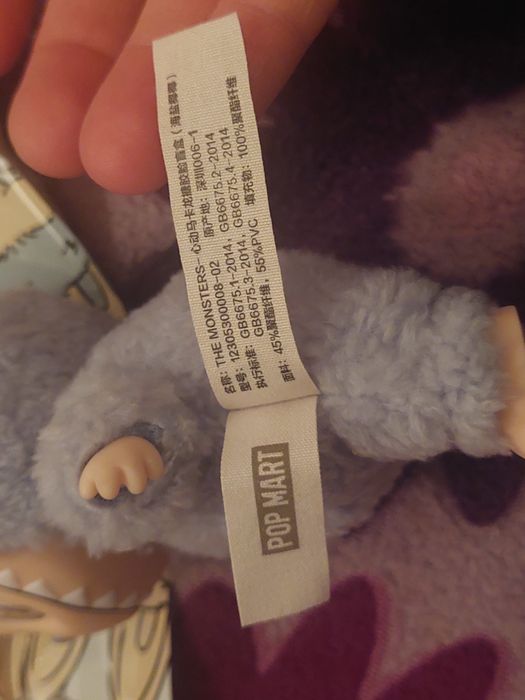 名称：THE MONSTERS- 心动马卡龙搪胶脸盲盒（海盐椰椰）
型号：12305300008-02 原产地：深圳006-1
执行标准：GB6675.1-2014，GB6675.2-2014
GB6675.3-2014，GB6675.4-2014
面料：45%聚酯纤维，55%PVC 填充物：100%聚酯纤维
POP MART